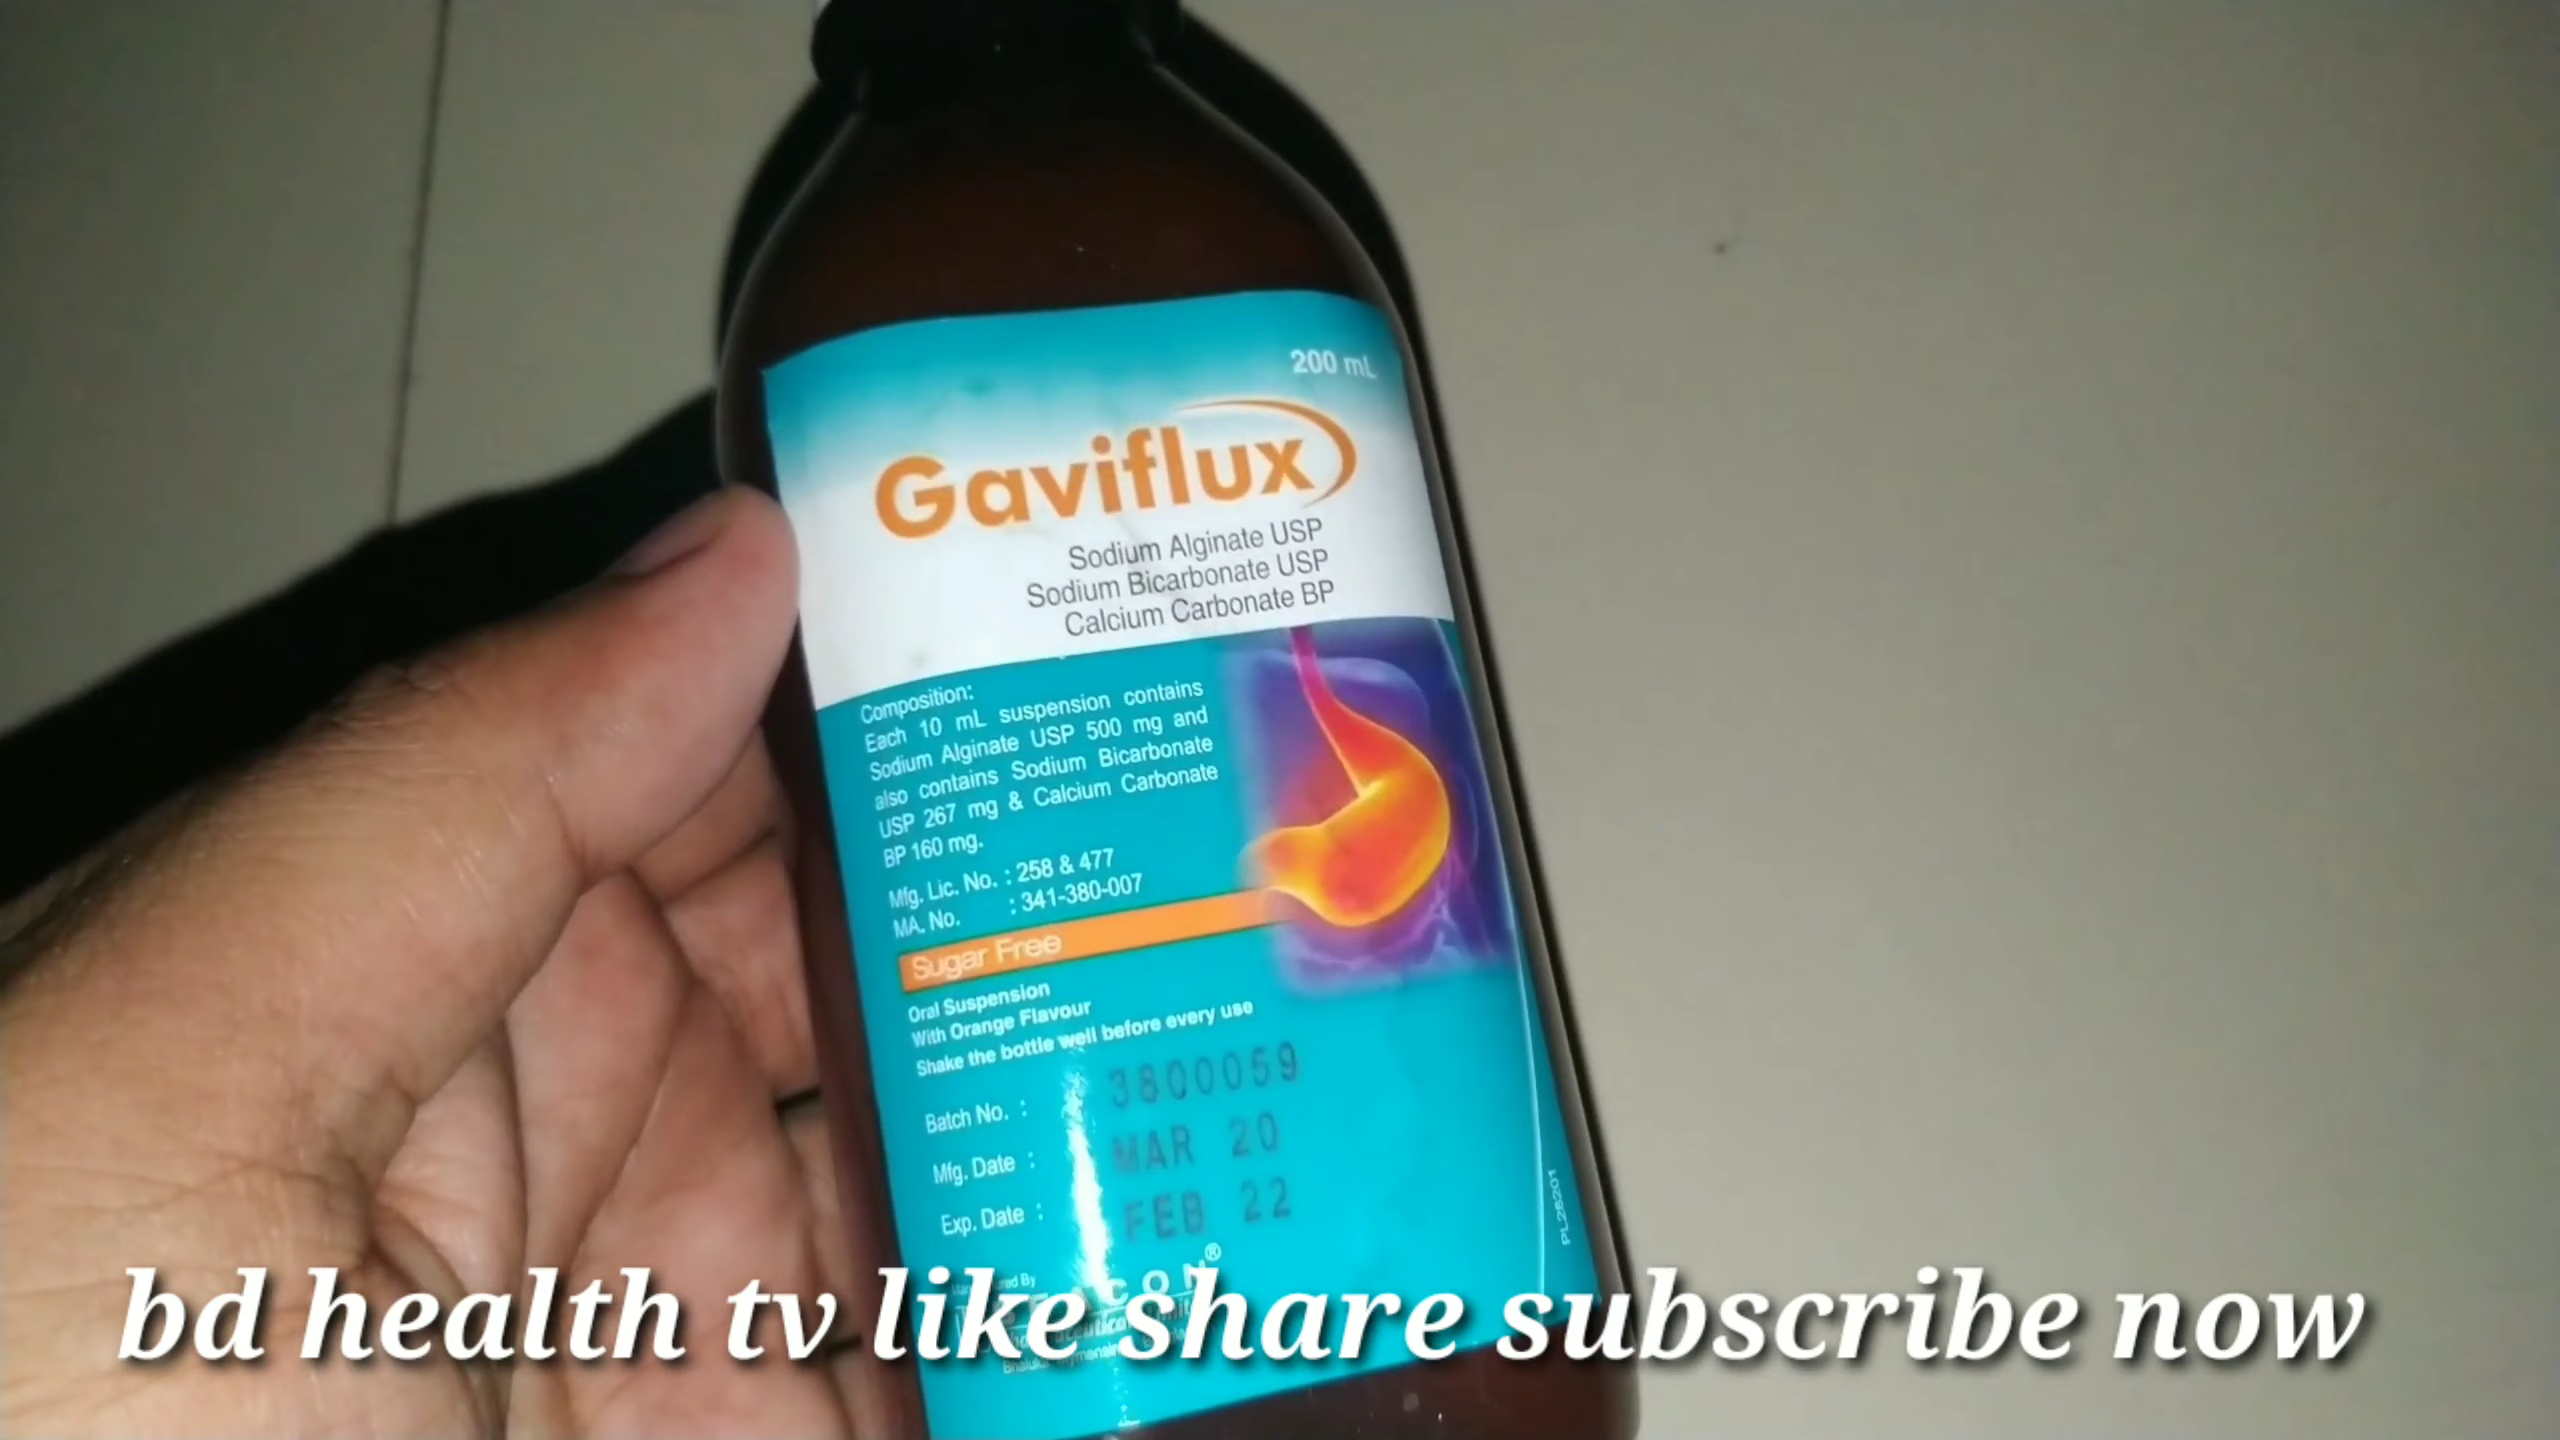 200 mL
Gaviflux
Sodium Alginate USP
Sodium Bicarbonate USP
Calcium Carbonate BP
Composition:
Each 10 mL suspension contains
Sodium Alginate USP 500 mg and
also contains Sodium Bicarbonate
USP 267 mg & Calcium Carbonate
BP 160 mg.
Mfg. Lic. No. : 258 & 477
MA. No. : 341-380-007
Sugar Free
Oral Suspension
With Orange Flavour
Shake the bottle well before every use
Batch No. : 3800059
Mfg. Date : MAR 20
Exp. Date : FEB 22
PL28201
bd health tv like share subscribe now